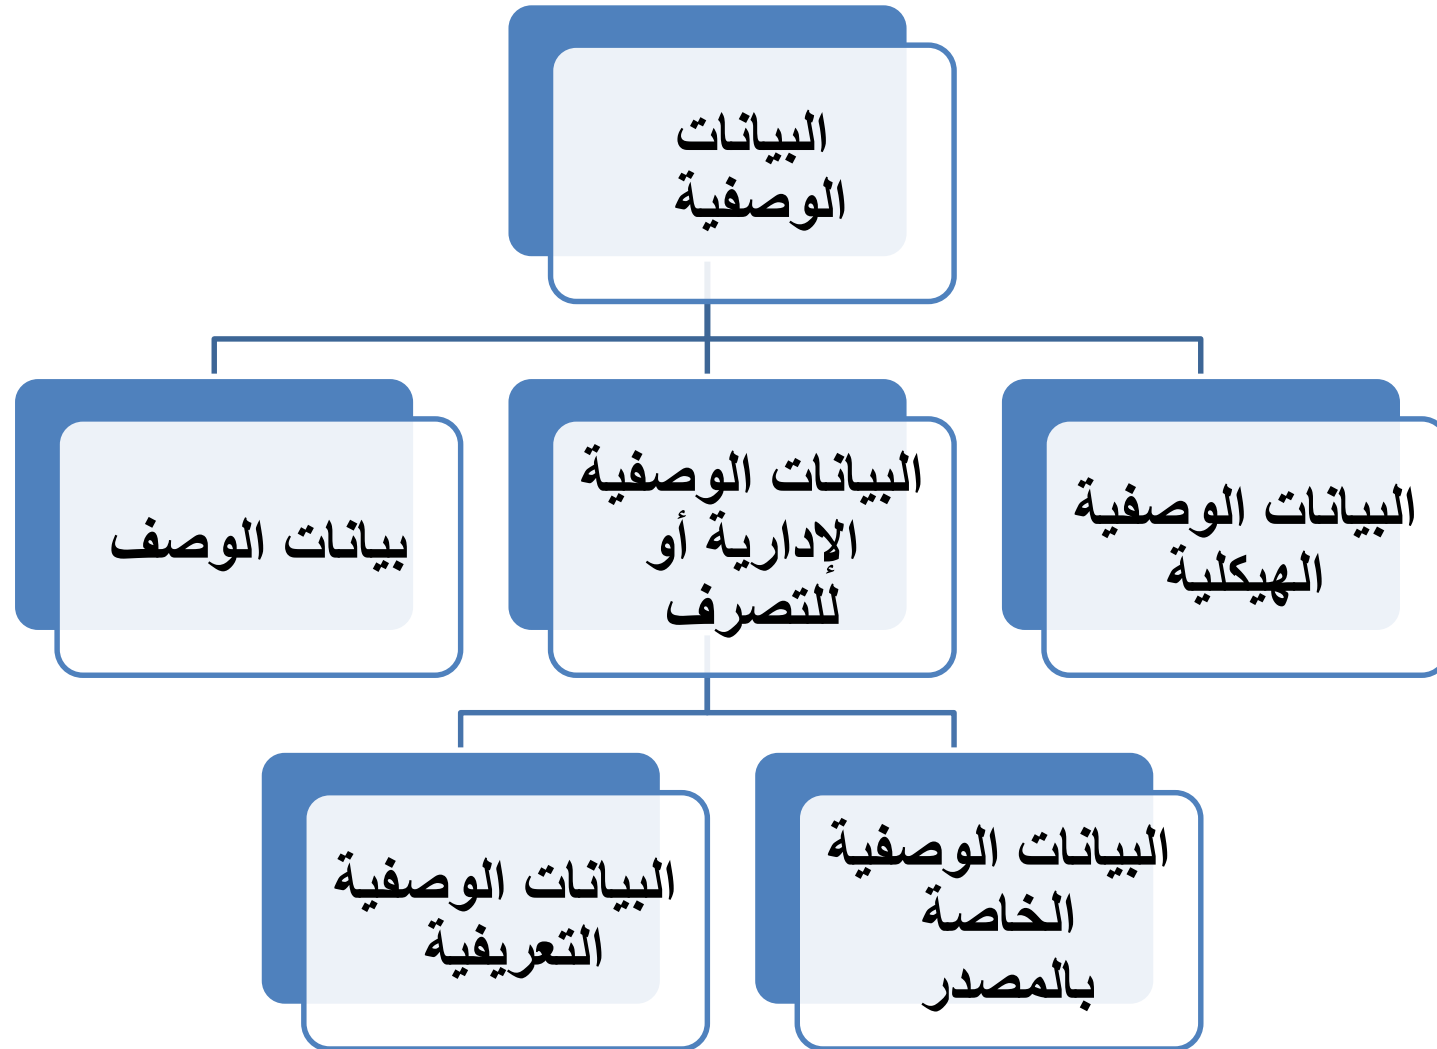 البيانات
الوصفية
البيانات الوصفية
الهيكلية
البيانات الوصفية
الإدارية أو
للتصرف
بيانات الوصف
البيانات الوصفية
الخاصة
بالمصدر
البيانات الوصفية
التعريفية